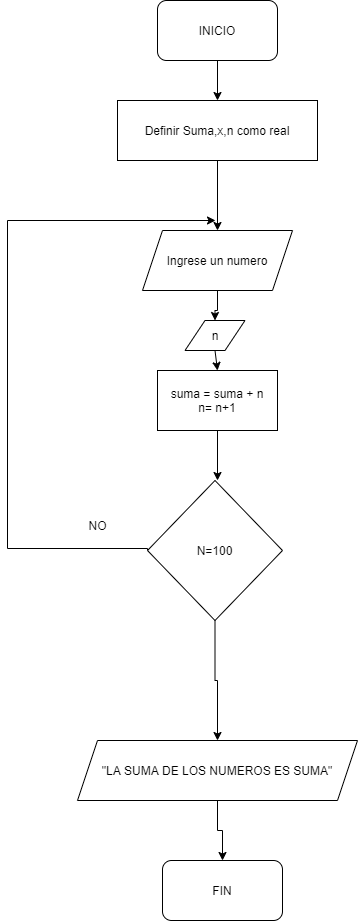 INICIO
Definir Suma,x,n como real
Ingrese un numero
n
suma = suma + n
n= n+1
NO
N=100
"LA SUMA DE LOS NUMEROS ES SUMA"
FIN